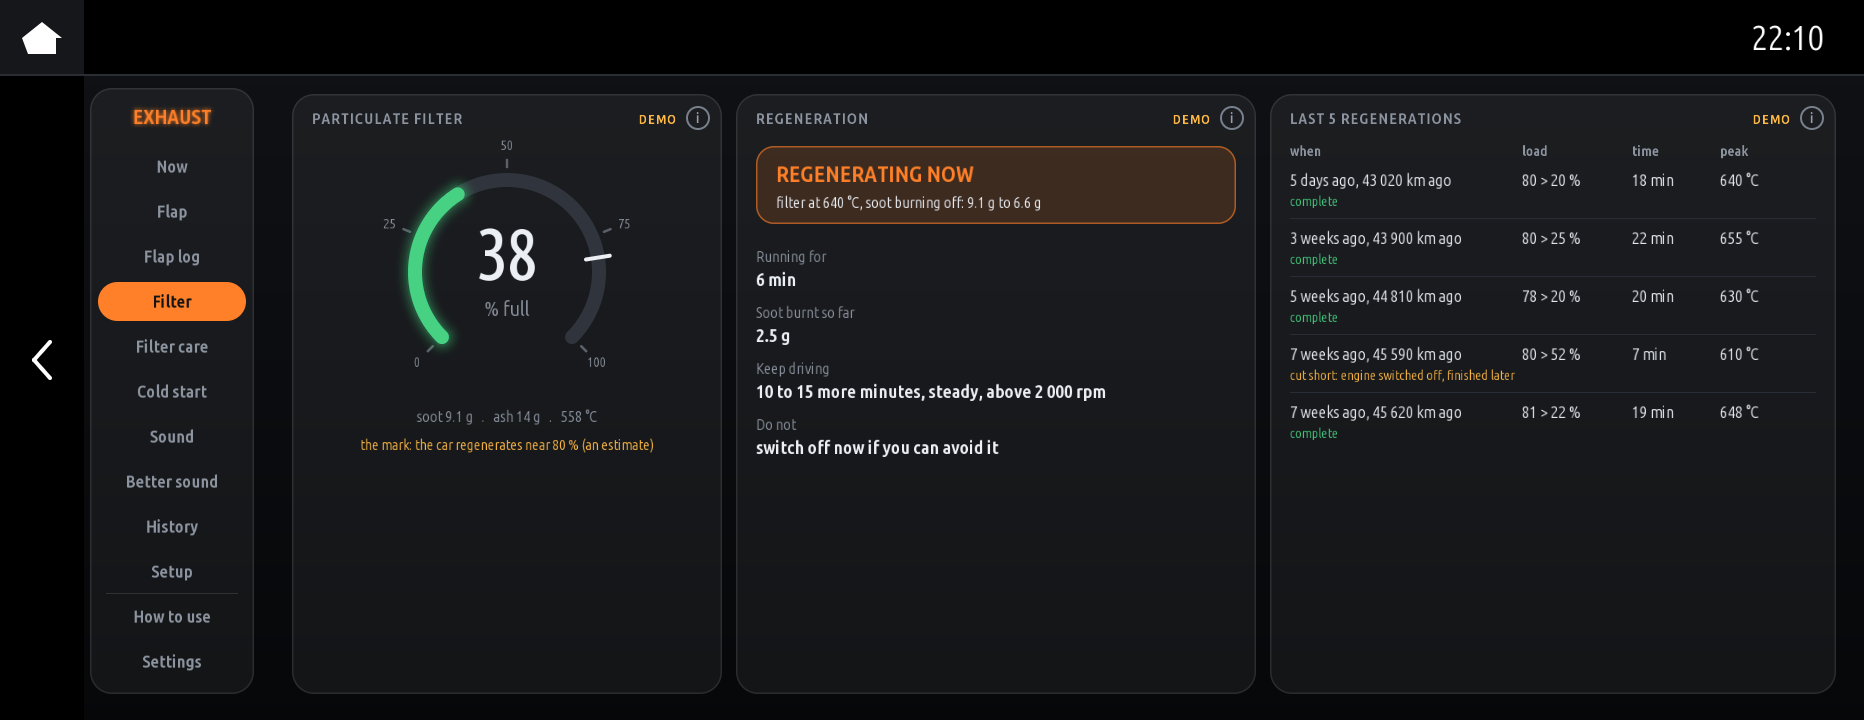 22:10
EXHAUST
Now
Flap
Flap log
Filter
Filter care
Cold start
Sound
Better sound
History
Setup
How to use
Settings
PARTICULATE FILTER
DEMO
i
50
25
75
38
% full
0
100
soot 9.1 g . ash 14 g . 558 °C
the mark: the car regenerates near 80 % (an estimate)
REGENERATION
DEMO
i
REGENERATING NOW
filter at 640 °C, soot burning off: 9.1 g to 6.6 g
Running for
6 min
Soot burnt so far
2.5 g
Keep driving
10 to 15 more minutes, steady, above 2 000 rpm
Do not
switch off now if you can avoid it
LAST 5 REGENERATIONS
DEMO
i
when load time peak
5 days ago, 43 020 km ago 80 > 20 % 18 min 640 °C
complete
3 weeks ago, 43 900 km ago 80 > 25 % 22 min 655 °C
complete
5 weeks ago, 44 810 km ago 78 > 20 % 20 min 630 °C
complete
7 weeks ago, 45 590 km ago 80 > 52 % 7 min 610 °C
cut short: engine switched off, finished later
7 weeks ago, 45 620 km ago 81 > 22 % 19 min 648 °C
complete